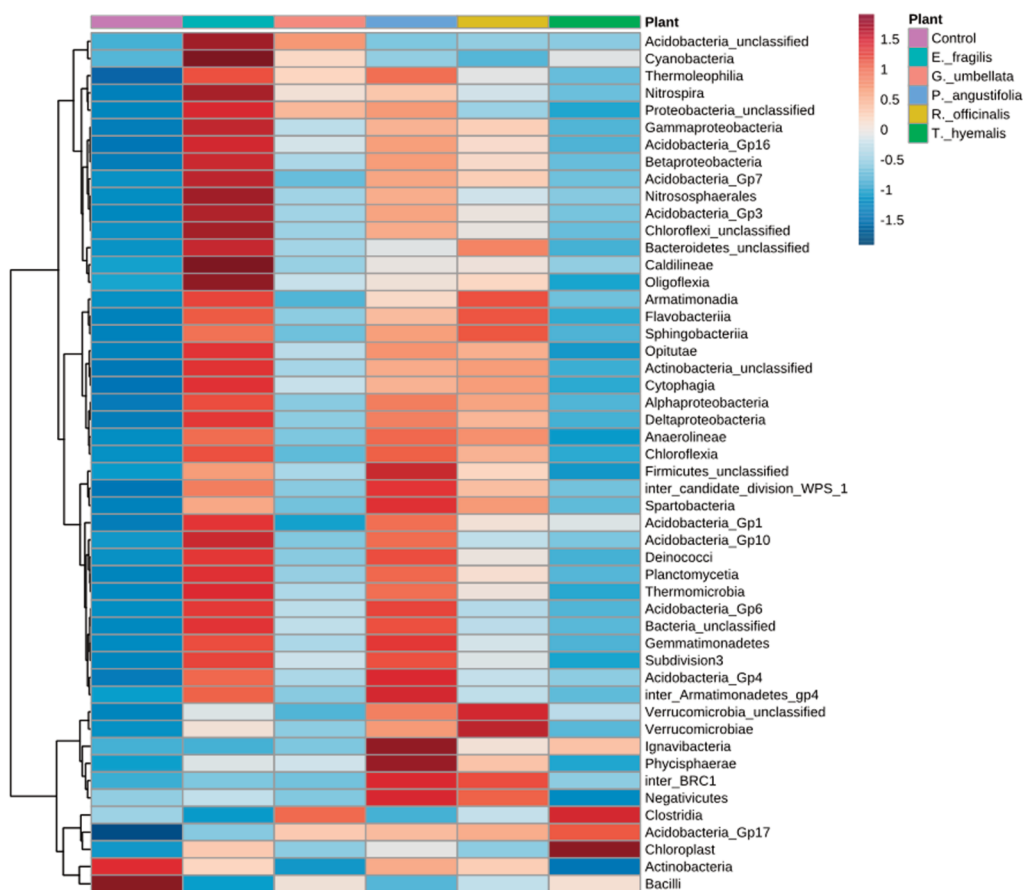 Plant
Acidobacteria_unclassified
Cyanobacteria
Thermoleophilia
Nitrospira
Proteobacteria_unclassified
Gammaproteobacteria
Acidobacteria_Gp16
Betaproteobacteria
Acidobacteria_Gp7
Nitrososphaerales
Acidobacteria_Gp3
Chloroflexi_unclassified
Bacteroidetes_unclassified
Caldilineae
Oligoflexia
Armatimonadia
Flavobacteriia
Sphingobacteriia
Opitutae
Actinobacteria_unclassified
Cytophagia
Alphaproteobacteria
Deltaproteobacteria
Anaerolineae
Chloroflexia
Firmicutes_unclassified
inter_candidate_division_WPS_1
Spartobacteria
Acidobacteria_Gp1
Acidobacteria_Gp10
Deinococci
Planctomycetia
Thermomicrobia
Acidobacteria_Gp6
Bacteria_unclassified
Gemmatimonadetes
Subdivision3
Acidobacteria_Gp4
inter_Armatimonadetes_gp4
Verrucomicrobia_unclassified
Verrucomicrobiae
Ignavibacteria
Phycisphaerae
inter_BRC1
Negativicutes
Clostridia
Acidobacteria_Gp17
Chloroplast
Actinobacteria
Bacilli
1.5
1
0.5
0
-0.5
-1
-1.5
Plant
Control
E._fragilis
G._umbellata
P._angustifolia
R._officinalis
T._hyemalis